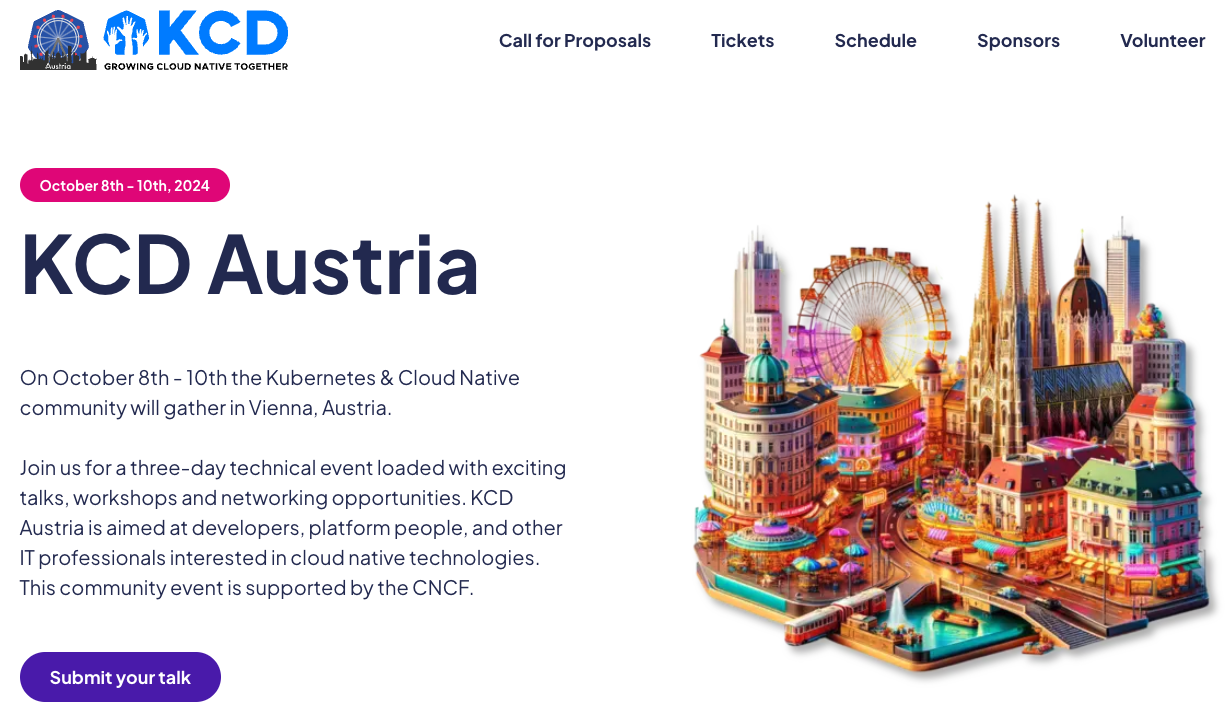 Austria
KCD
GROWING CLOUD NATIVE TOGETHER
Call for Proposals
Tickets
Schedule
Sponsors
Volunteer
October 8th - 10th, 2024
KCD Austria
On October 8th - 10th the Kubernetes & Cloud Native
community will gather in Vienna, Austria.
Join us for a three-day technical event loaded with exciting
talks, workshops and networking opportunities. KCD
Austria is aimed at developers, platform people, and other
IT professionals interested in cloud native technologies.
This community event is supported by the CNCF.
Submit your talk